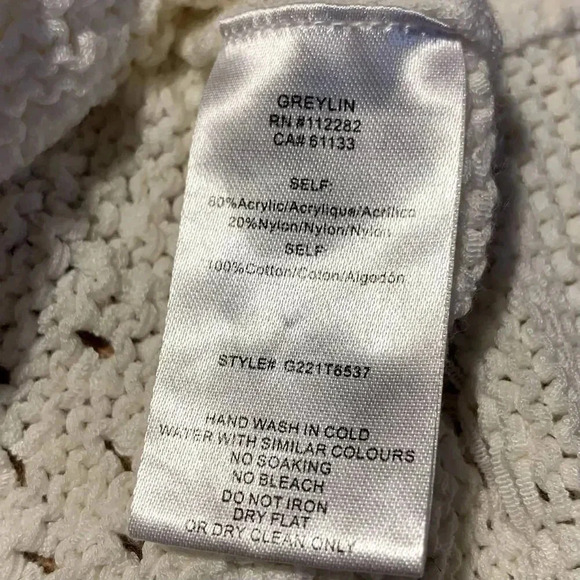 GREYLIN
RN #112282
CA# 61133
SELF:
80%Acrylic/Acrylique/Acrílico
20%Nylon/Nylon/Nylon
SELF:
100%Cotton/Coton/Algodón
STYLE# G221T6537
HAND WASH IN COLD
WATER WITH SIMILAR COLOURS
NO SOAKING
NO BLEACH
DO NOT IRON
DRY FLAT
OR DRY CLEAN ONLY